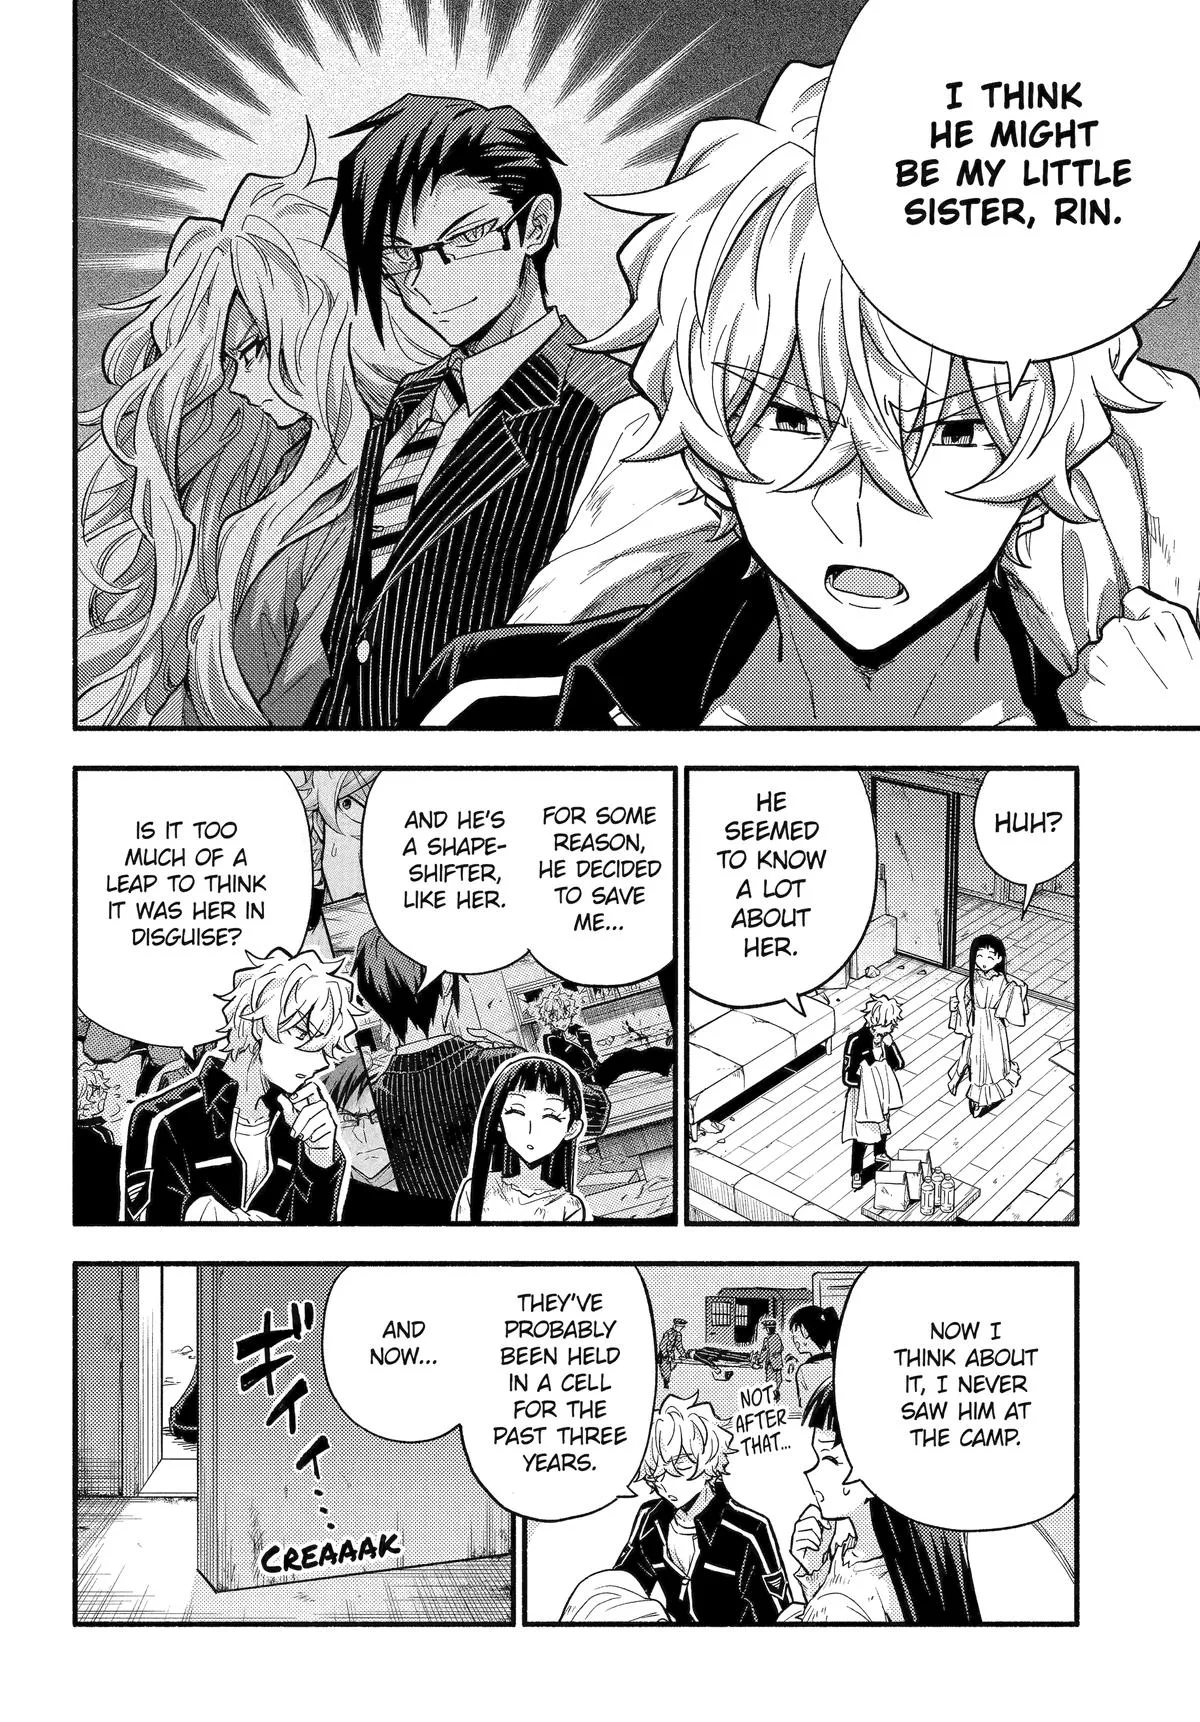 I THINK
HE MIGHT
BE MY LITTLE
SISTER, RIN.
HUH?
HE
SEEMED
TO KNOW
A LOT
ABOUT
HER.
FOR SOME
REASON,
HE DECIDED
TO SAVE
ME...
AND HE'S
A SHAPE-
SHIFTER,
LIKE HER.
IS IT TOO
MUCH OF A
LEAP TO THINK
IT WAS HER IN
DISGUISE?
NOW I
THINK ABOUT
IT, I NEVER
SAW HIM AT
THE CAMP.
NOT
AFTER
THAT...
THEY'VE
PROBABLY
BEEN HELD
IN A CELL
FOR THE
PAST THREE
YEARS.
AND
NOW...
ギイ...
CREAAAK